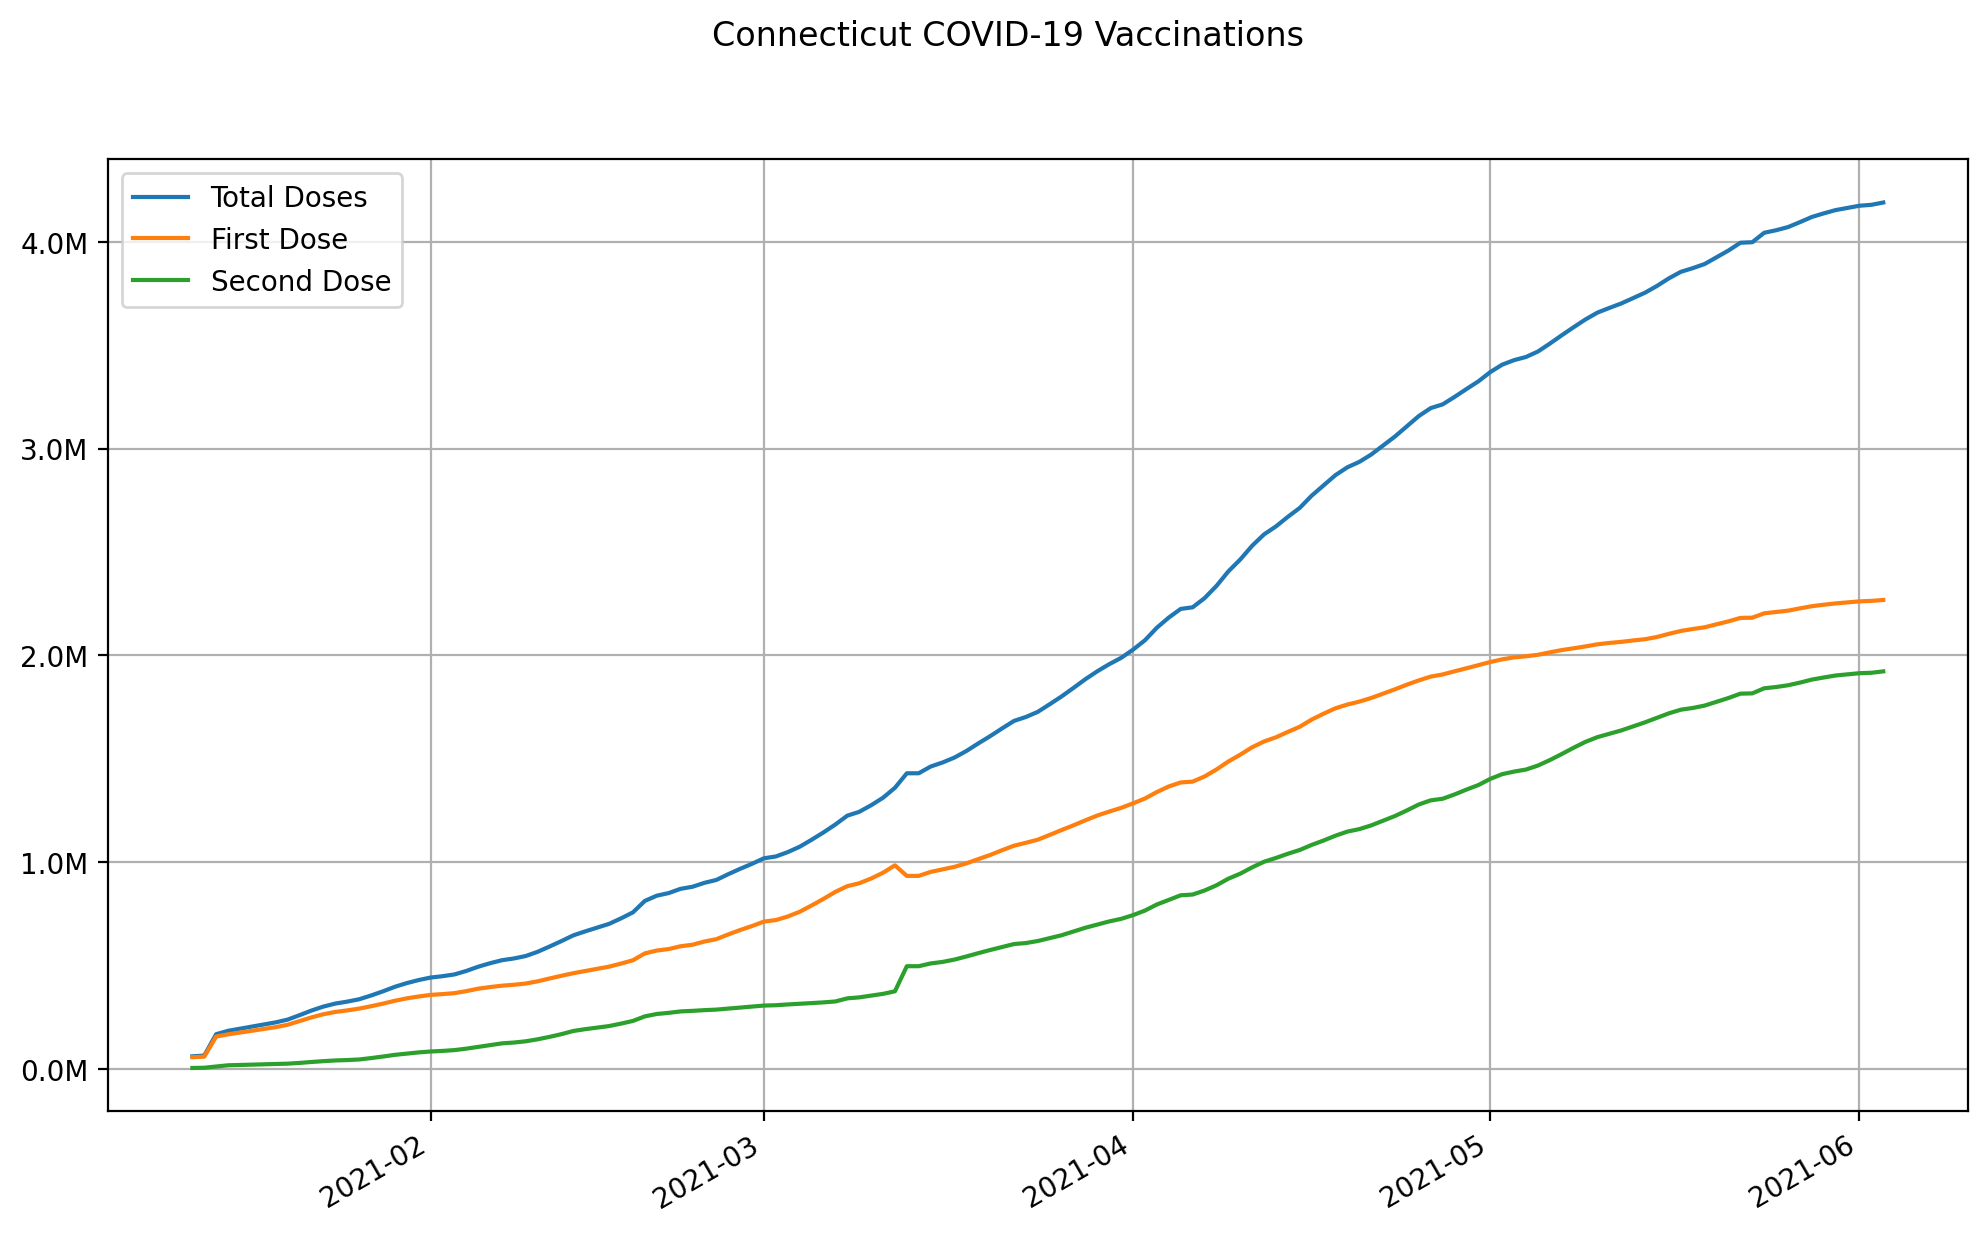 Connecticut COVID-19 Vaccinations
Total Doses
First Dose
Second Dose
4.0M
3.0M
2.0M
1.0M
0.0M
2021-02
2021-03
2021-04
2021-05
2021-06